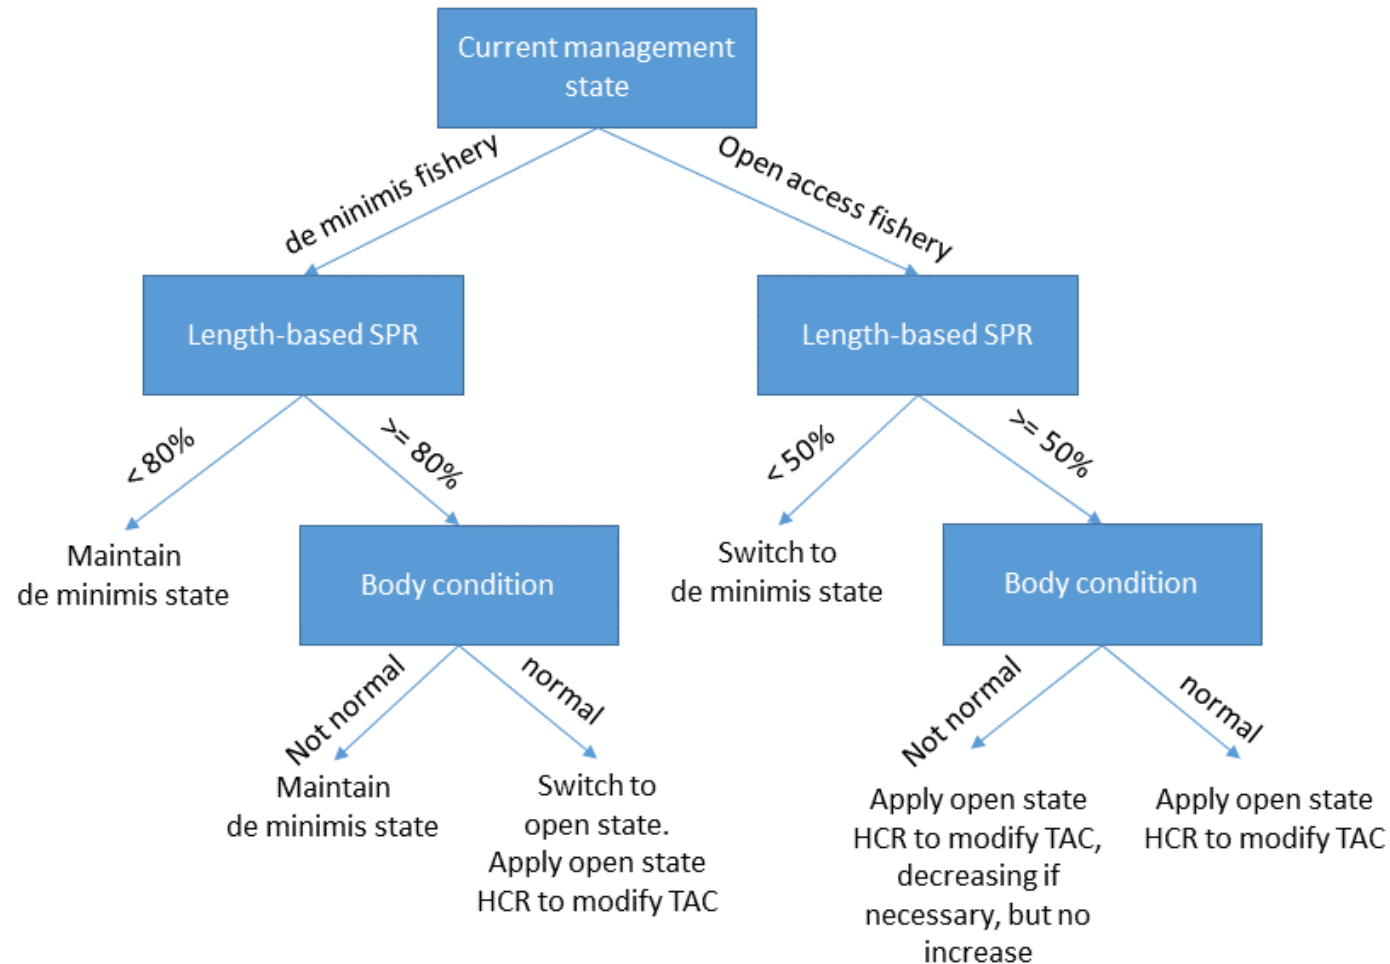 Current management
state
de minimis fishery
Open access fishery
Length-based SPR
Length-based SPR
< 80%
>= 80%
< 50%
>= 50%
Maintain
de minimis state
Body condition
Switch to
de minimis state
Body condition
Not normal
normal
Not normal
normal
Maintain
de minimis state
Switch to
open state.
Apply open state
HCR to modify TAC
Apply open state
HCR to modify TAC,
decreasing if
necessary, but no
increase
Apply open state
HCR to modify TAC